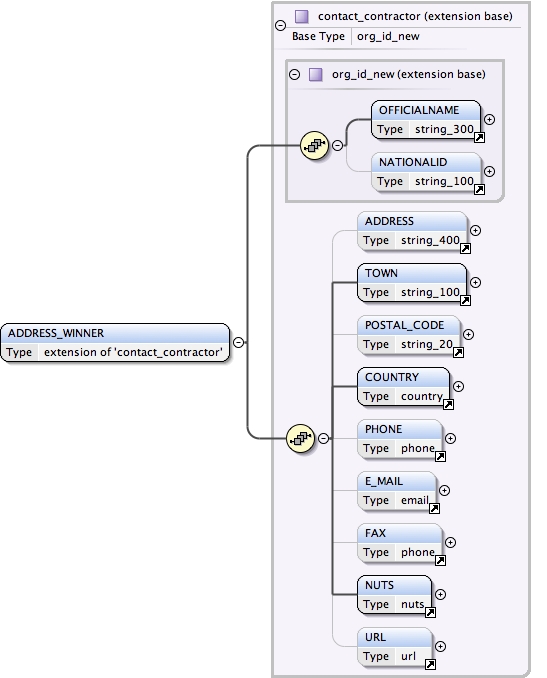 contact_contractor (extension base)
Base Type org_id_new
org_id_new (extension base)
OFFICIALNAME
Type string_300
NATIONALID
Type string_100
ADDRESS
Type string_400
TOWN
Type string_100
ADDRESS_WINNER
Type extension of 'contact_contractor'
POSTAL_CODE
Type string_20
COUNTRY
Type country
PHONE
Type phone
E_MAIL
Type email
FAX
Type phone
NUTS
Type nuts
URL
Type url